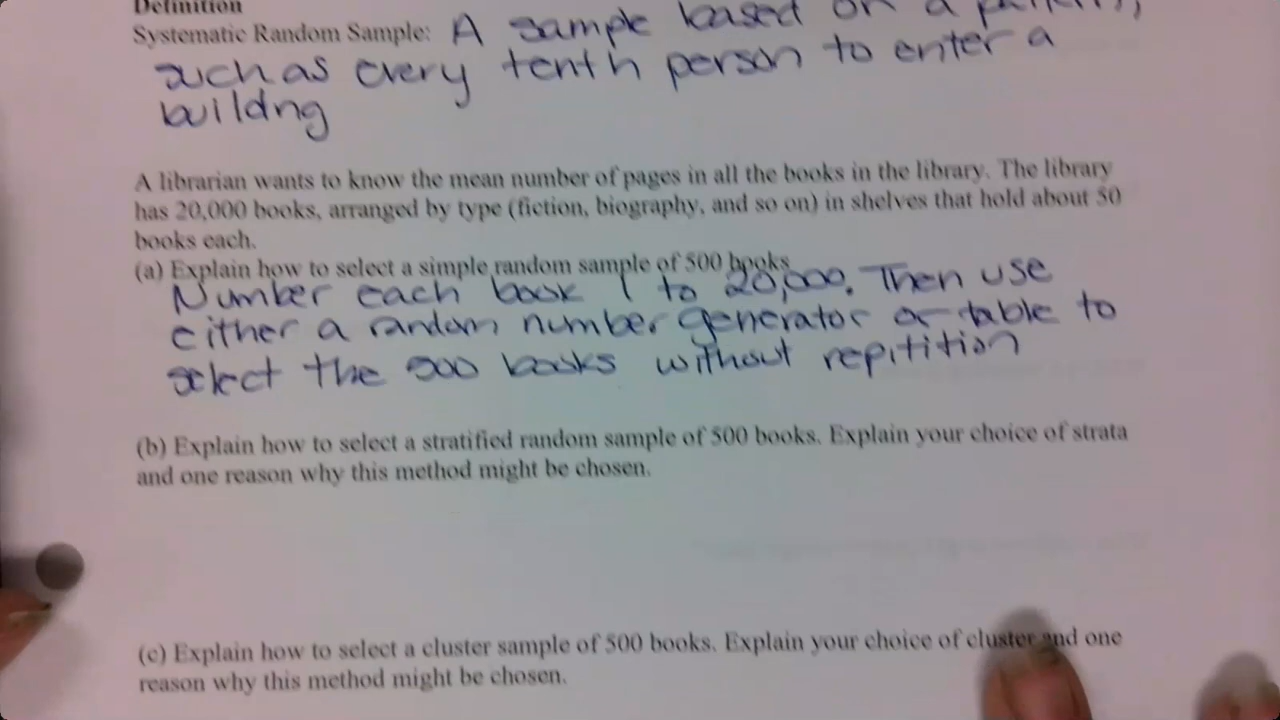 Definition
Systematic Random Sample: A sample based on a pattern,
such as every tenth person to enter a
buildng
A librarian wants to know the mean number of pages in all the books in the library. The library
has 20,000 books, arranged by type (fiction, biography, and so on) in shelves that hold about 50
books each.
(a) Explain how to select a simple random sample of 500 books
Number each book 1 to 20,000. Then use
either a random number generator or table to
select the 500 books without repitition
(b) Explain how to select a stratified random sample of 500 books. Explain your choice of strata
and one reason why this method might be chosen.
(c) Explain how to select a cluster sample of 500 books. Explain your choice of cluster and one
reason why this method might be chosen.